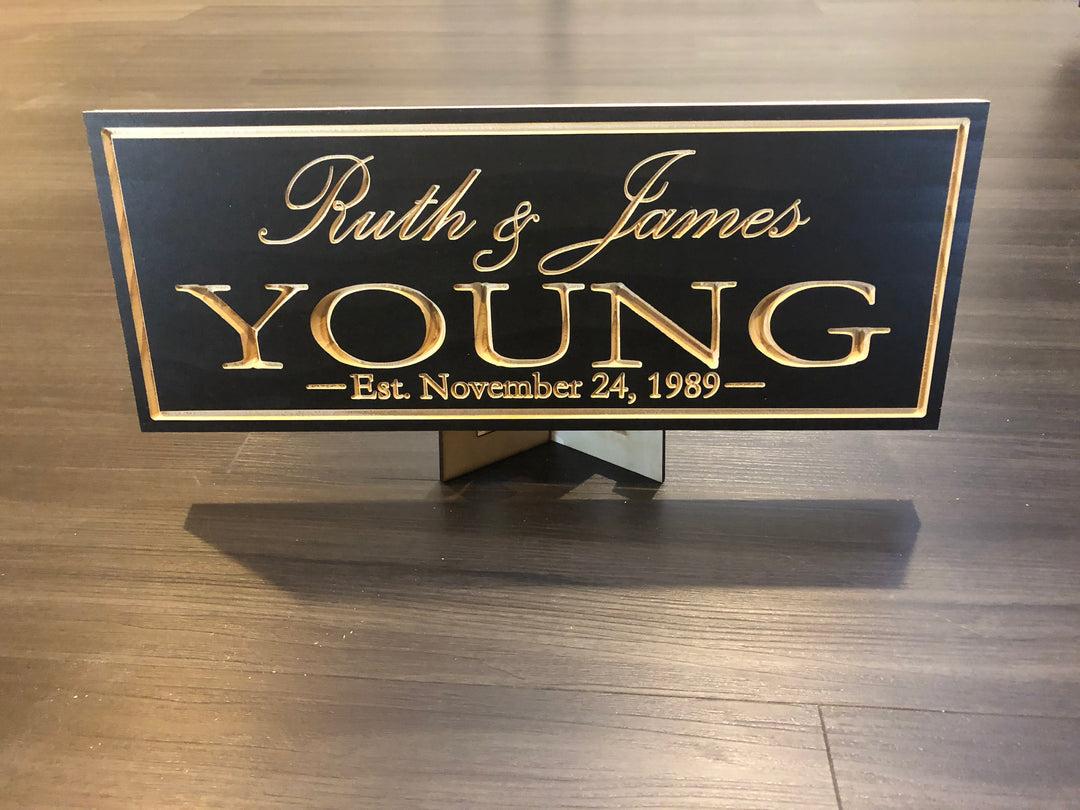 Ruth & James
YOUNG
—Est. November 24, 1989—